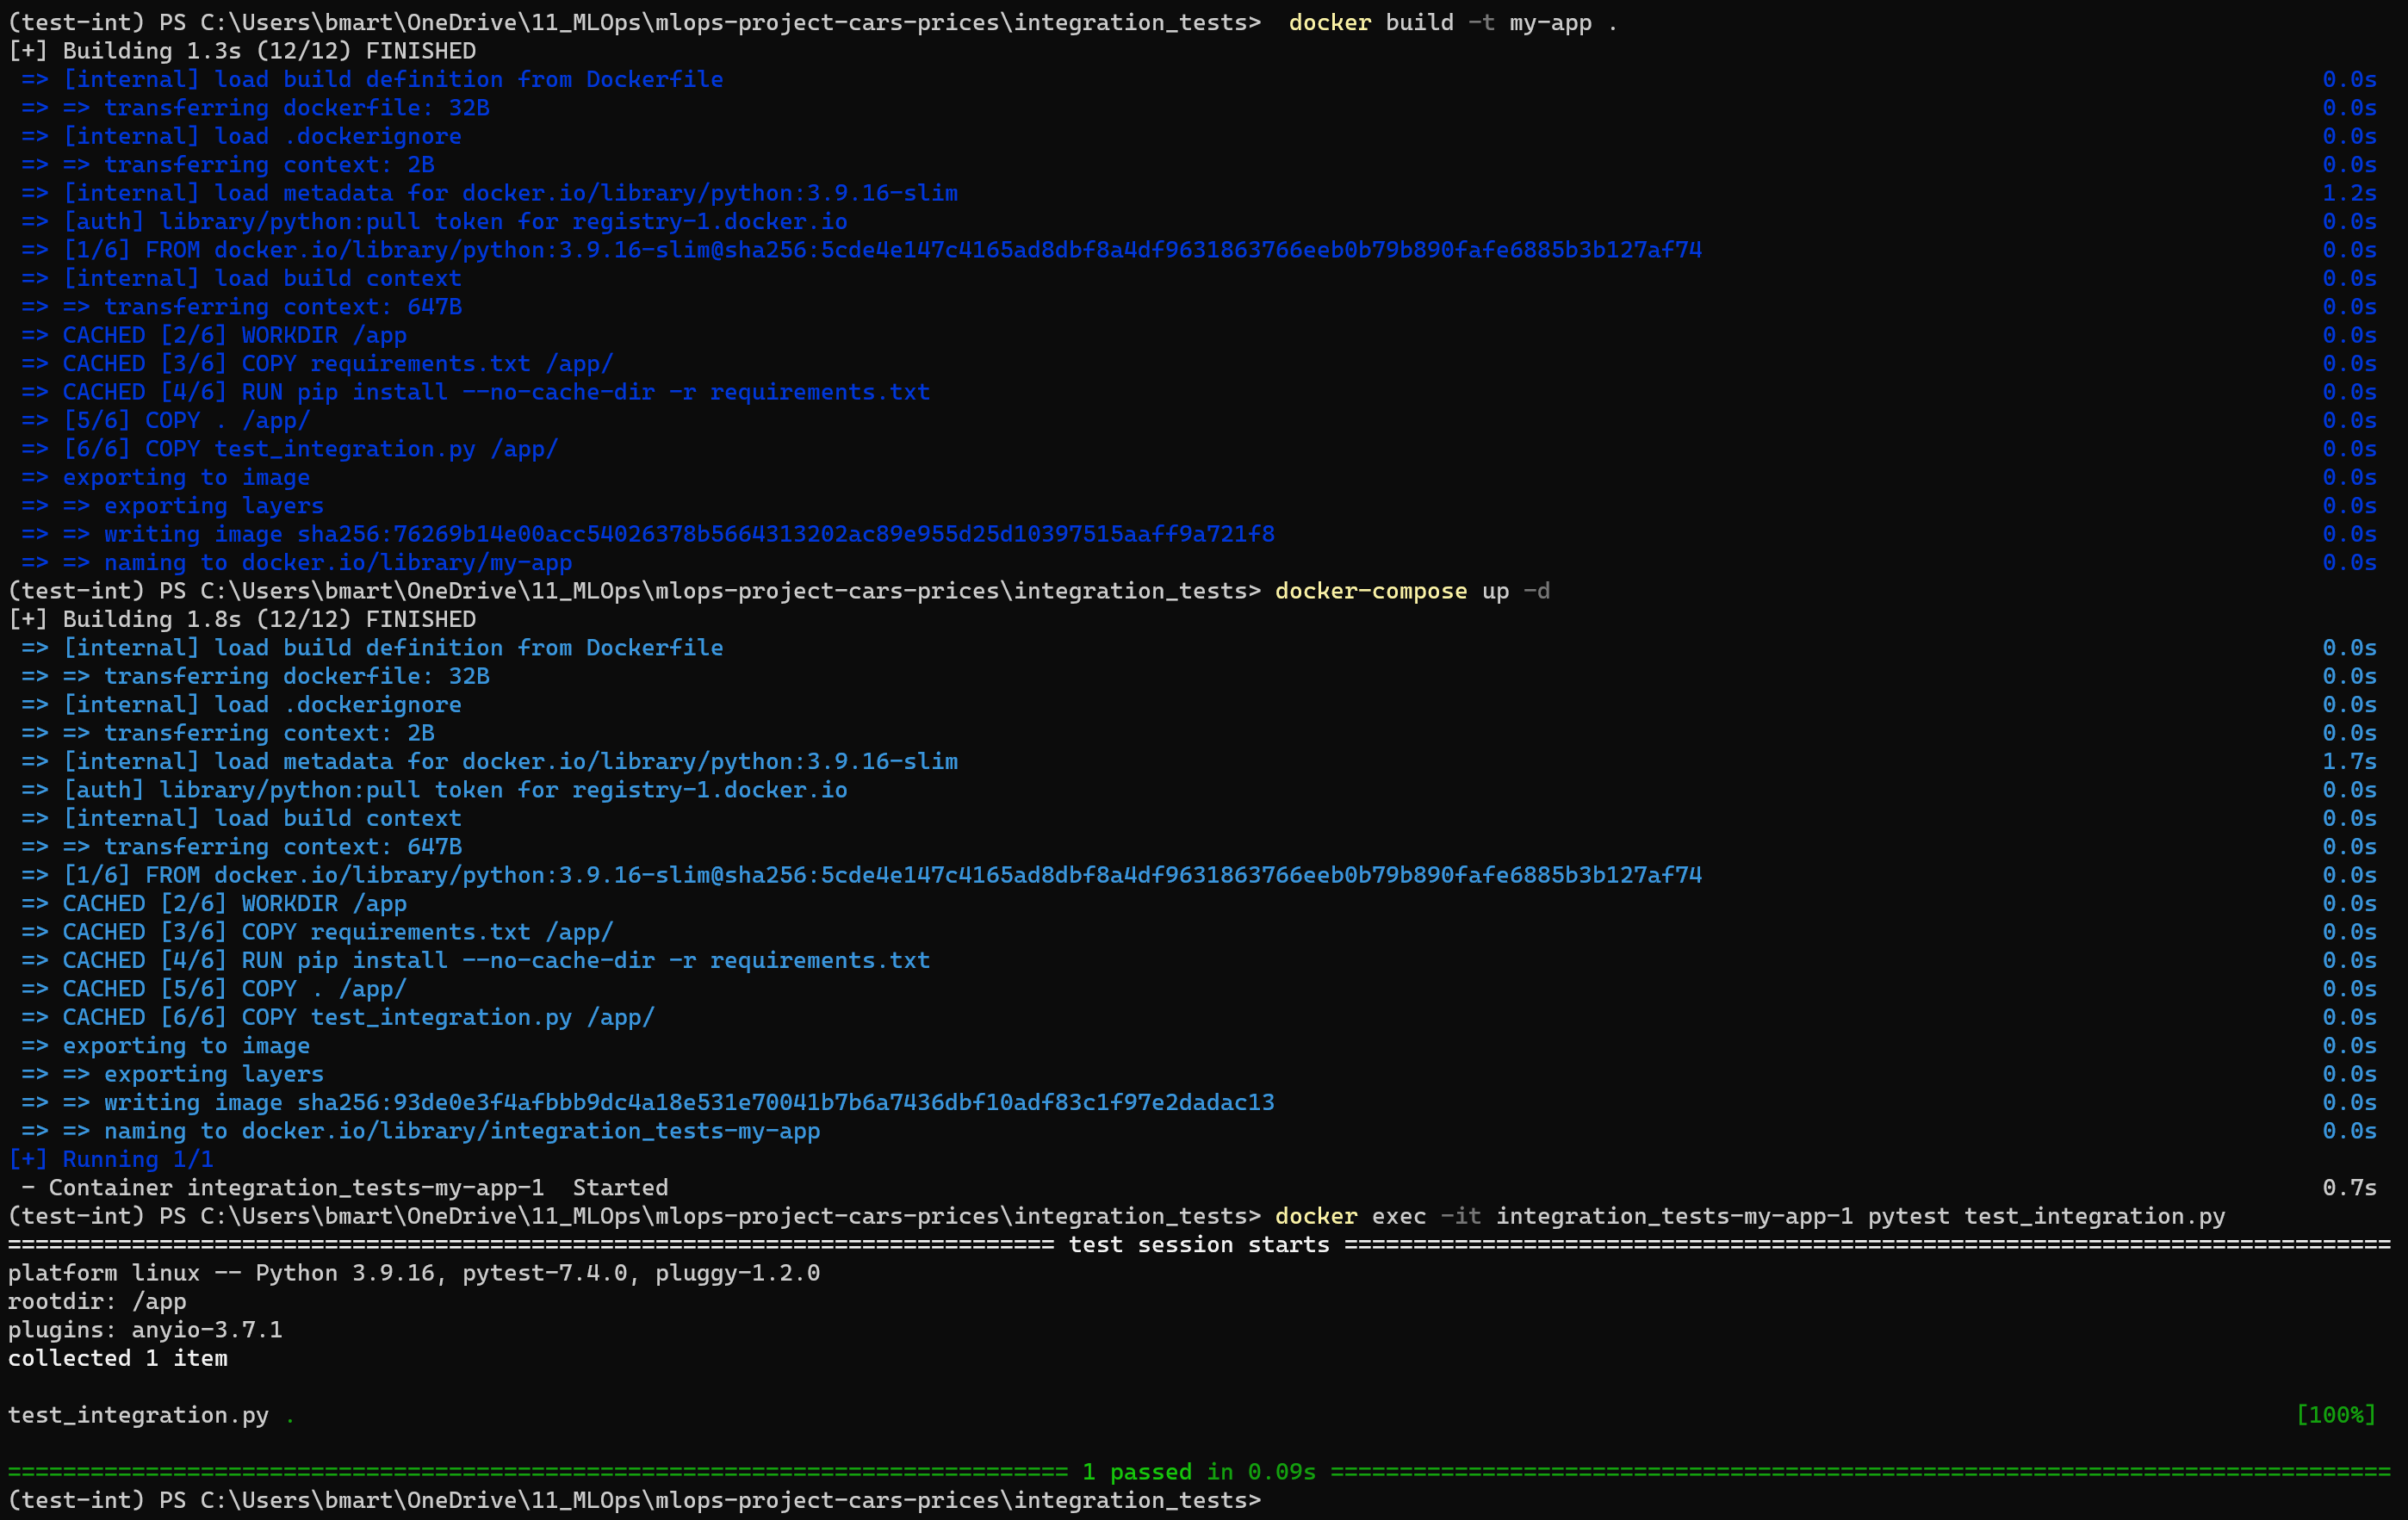 (test-int) PS C:\Users\bmart\OneDrive\11_MLOps\mlops-project-cars-prices\integration_tests>  docker build -t my-app .
[+] Building 1.3s (12/12) FINISHED
 => [internal] load build definition from Dockerfile 0.0s
 => => transferring dockerfile: 32B 0.0s
 => [internal] load .dockerignore 0.0s
 => => transferring context: 2B 0.0s
 => [internal] load metadata for docker.io/library/python:3.9.16-slim 1.2s
 => [auth] library/python:pull token for registry-1.docker.io 0.0s
 => [1/6] FROM docker.io/library/python:3.9.16-slim@sha256:5cde4e147c4165ad8dbf8a4df9631863766eeb0b79b890fafe6885b3b127af74 0.0s
 => [internal] load build context 0.0s
 => => transferring context: 647B 0.0s
 => CACHED [2/6] WORKDIR /app 0.0s
 => CACHED [3/6] COPY requirements.txt /app/ 0.0s
 => CACHED [4/6] RUN pip install --no-cache-dir -r requirements.txt 0.0s
 => [5/6] COPY . /app/ 0.0s
 => [6/6] COPY test_integration.py /app/ 0.0s
 => exporting to image 0.0s
 => => exporting layers 0.0s
 => => writing image sha256:76269b14e00acc54026378b5664313202ac89e955d25d10397515aaff9a721f8 0.0s
 => => naming to docker.io/library/my-app 0.0s
(test-int) PS C:\Users\bmart\OneDrive\11_MLOps\mlops-project-cars-prices\integration_tests> docker-compose up -d
[+] Building 1.8s (12/12) FINISHED
 => [internal] load build definition from Dockerfile 0.0s
 => => transferring dockerfile: 32B 0.0s
 => [internal] load .dockerignore 0.0s
 => => transferring context: 2B 0.0s
 => [internal] load metadata for docker.io/library/python:3.9.16-slim 1.7s
 => [auth] library/python:pull token for registry-1.docker.io 0.0s
 => [internal] load build context 0.0s
 => => transferring context: 647B 0.0s
 => [1/6] FROM docker.io/library/python:3.9.16-slim@sha256:5cde4e147c4165ad8dbf8a4df9631863766eeb0b79b890fafe6885b3b127af74 0.0s
 => CACHED [2/6] WORKDIR /app 0.0s
 => CACHED [3/6] COPY requirements.txt /app/ 0.0s
 => CACHED [4/6] RUN pip install --no-cache-dir -r requirements.txt 0.0s
 => CACHED [5/6] COPY . /app/ 0.0s
 => CACHED [6/6] COPY test_integration.py /app/ 0.0s
 => exporting to image 0.0s
 => => exporting layers 0.0s
 => => writing image sha256:93de0e3f4afbbb9dc4a18e531e70041b7b6a7436dbf10adf83c1f97e2dadac13 0.0s
 => => naming to docker.io/library/integration_tests-my-app 0.0s
[+] Running 1/1
 - Container integration_tests-my-app-1  Started 0.7s
(test-int) PS C:\Users\bmart\OneDrive\11_MLOps\mlops-project-cars-prices\integration_tests> docker exec -it integration_tests-my-app-1 pytest test_integration.py
============================================================================ test session starts ============================================================================
platform linux -- Python 3.9.16, pytest-7.4.0, pluggy-1.2.0
rootdir: /app
plugins: anyio-3.7.1
collected 1 item
test_integration.py . [100%]
============================================================================= 1 passed in 0.09s =============================================================================
(test-int) PS C:\Users\bmart\OneDrive\11_MLOps\mlops-project-cars-prices\integration_tests>